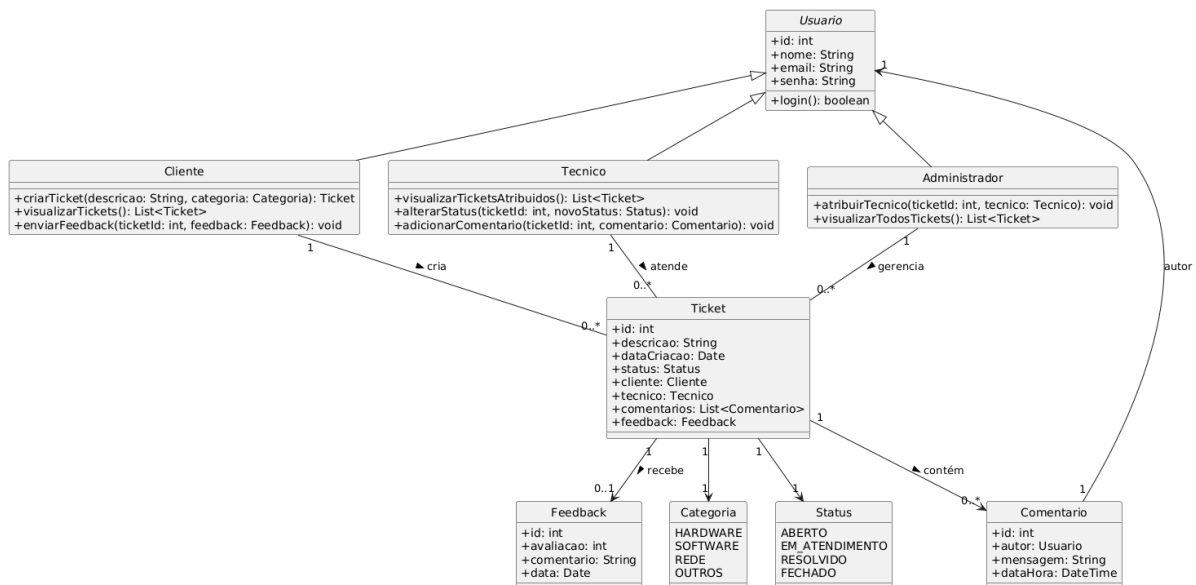 Usuario
+id: int
+nome: String
+email: String
+senha: String
+login(): boolean
1
Cliente
+criarTicket(descricao: String, categoria: Categoria): Ticket
+visualizarTickets(): List<Ticket>
+enviarFeedback(ticketId: int, feedback: Feedback): void
Tecnico
+visualizarTicketsAtribuidos(): List<Ticket>
+alterarStatus(ticketId: int, novoStatus: Status): void
+adicionarComentario(ticketId: int, comentario: Comentario): void
Administrador
+atribuirTecnico(ticketId: int, tecnico: Tecnico): void
+visualizarTodosTickets(): List<Ticket>
1
cria
0..*
1
atende
0..*
1
gerencia
0..*
autor
Ticket
+id: int
+descricao: String
+dataCriacao: Date
+status: Status
+cliente: Cliente
+tecnico: Tecnico
+comentarios: List<Comentario>
+feedback: Feedback
1
recebe
0..1
1
1
1
1
1
contém
0..*
1
Feedback
+id: int
+avaliacao: int
+comentario: String
+data: Date
Categoria
HARDWARE
SOFTWARE
REDE
OUTROS
Status
ABERTO
EM_ATENDIMENTO
RESOLVIDO
FECHADO
Comentario
+id: int
+autor: Usuario
+mensagem: String
+dataHora: DateTime